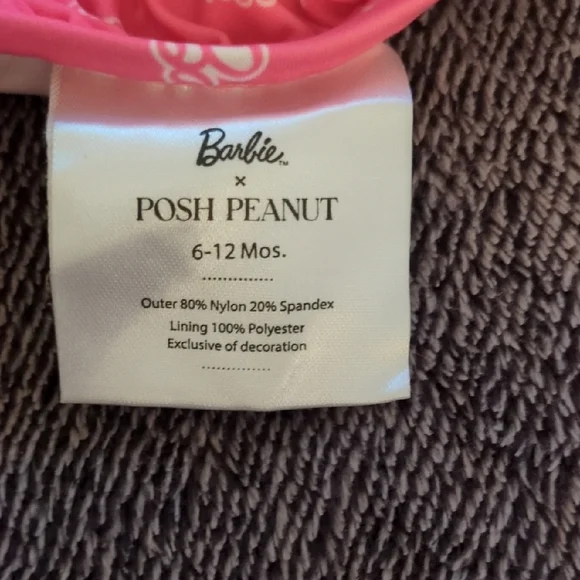 Barbie™
×
POSH PEANUT
6-12 Mos.
Outer 80% Nylon 20% Spandex
Lining 100% Polyester
Exclusive of decoration